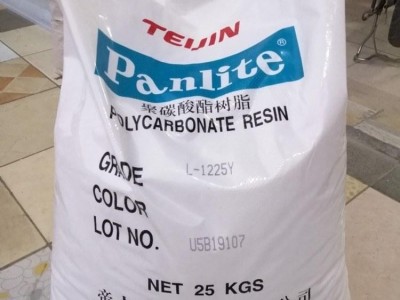 TEIJIN
Panlite®
聚碳酸酯树脂
POLYCARBONATE RESIN
GRADE L-1225Y
COLOR
LOT NO. U5B19107
NET 25 KGS